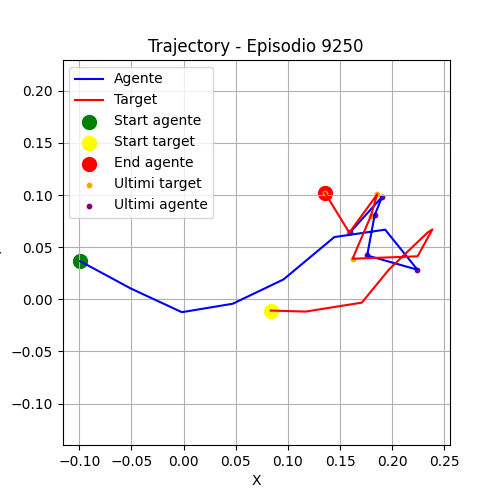 Trajectory - Episodio 9250
Agente
Target
Start agente
Start target
End agente
Ultimi target
Ultimi agente
0.20
0.15
0.10
0.05
0.00
−0.05
−0.10
−0.10
−0.05
0.00
0.05
0.10
0.15
0.20
0.25
X